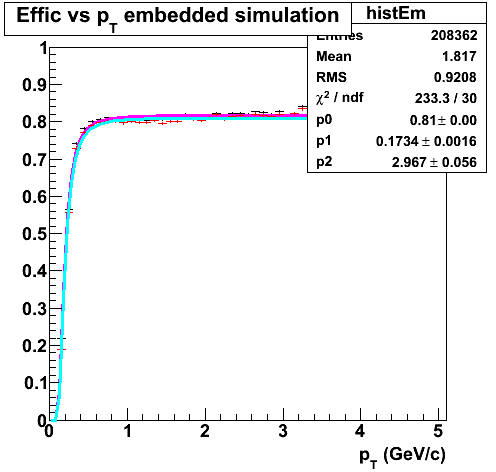 Effic vs p_T embedded simulation
histEm
Entries 208362
Mean 1.817
RMS 0.9208
χ² / ndf 233.3 / 30
p0 0.81 ± 0.00
p1 0.1734 ± 0.0016
p2 2.967 ± 0.056
1
0.9
0.8
0.7
0.6
0.5
0.4
0.3
0.2
0.1
0
0 1 2 3 4 5
p_T (GeV/c)